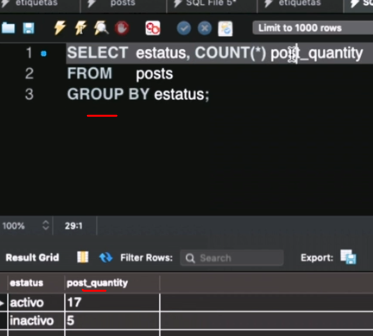 etiquetas posts SQL File 5* etiquetas
Limit to 1000 rows
1 SELECT estatus, COUNT(*) post_quantity
2 FROM posts
3 GROUP BY estatus;
100% 29:1
Result Grid Filter Rows: Search Export:
estatus post_quantity
activo 17
inactivo 5